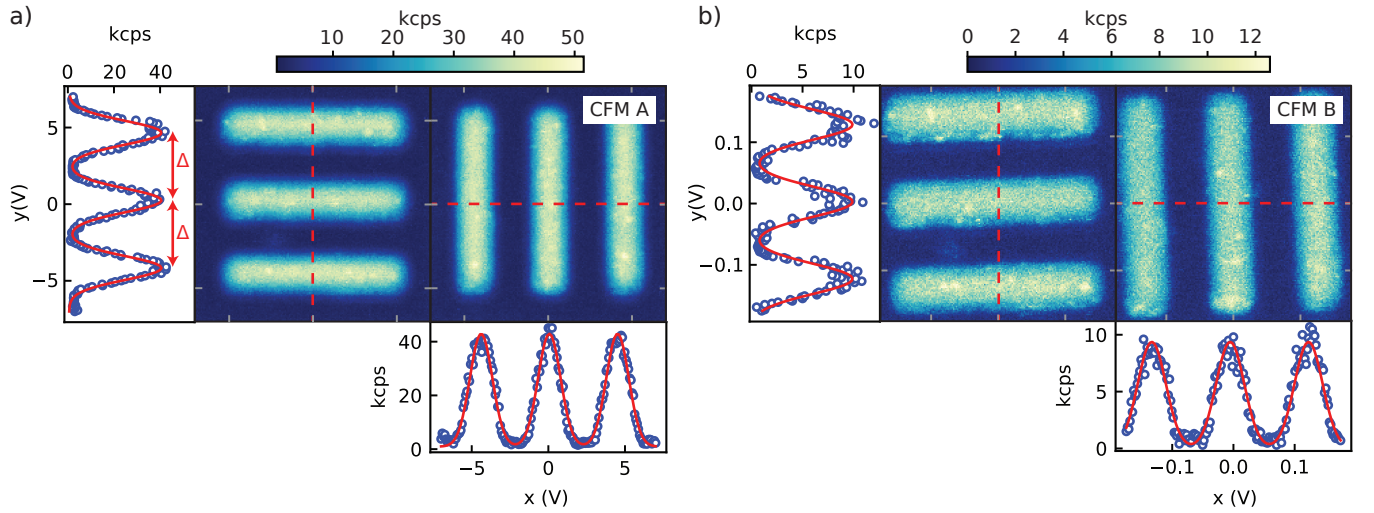 a)
kcps
kcps
10 20 30 40 50
0 20 40
CFM A
5
0
−5
y(V)
Δ
Δ
40
20
0
kcps
−5 0 5
x (V)
b)
kcps
kcps
0 2 4 6 8 10 12
0 5 10
CFM B
0.1
0.0
−0.1
y(V)
10
5
0
kcps
−0.1 0.0 0.1
x (V)